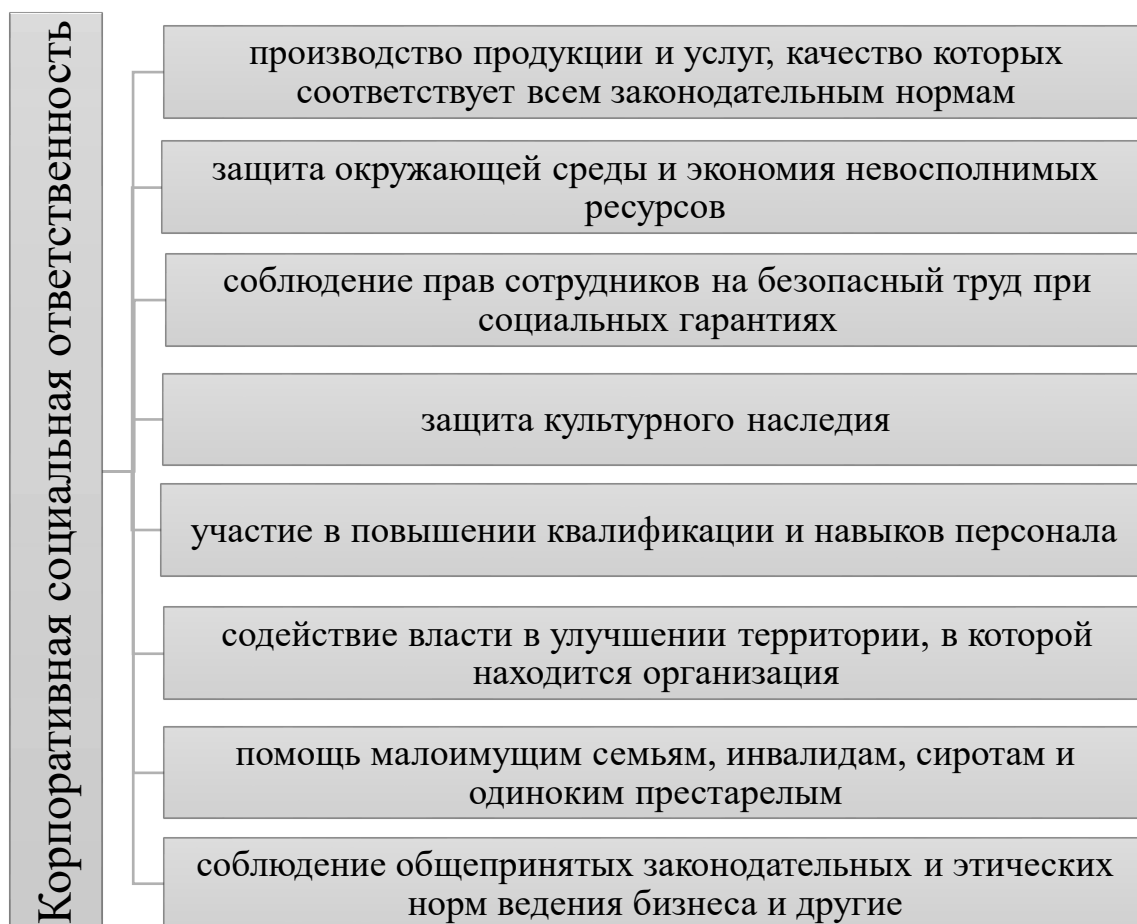 Корпоративная социальная ответственность
производство продукции и услуг, качество которых
соответствует всем законодательным нормам
защита окружающей среды и экономия невосполнимых
ресурсов
соблюдение прав сотрудников на безопасный труд при
социальных гарантиях
защита культурного наследия
участие в повышении квалификации и навыков персонала
содействие власти в улучшении территории, в которой
находится организация
помощь малоимущим семьям, инвалидам, сиротам и
одиноким престарелым
соблюдение общепринятых законодательных и этических
норм ведения бизнеса и другие